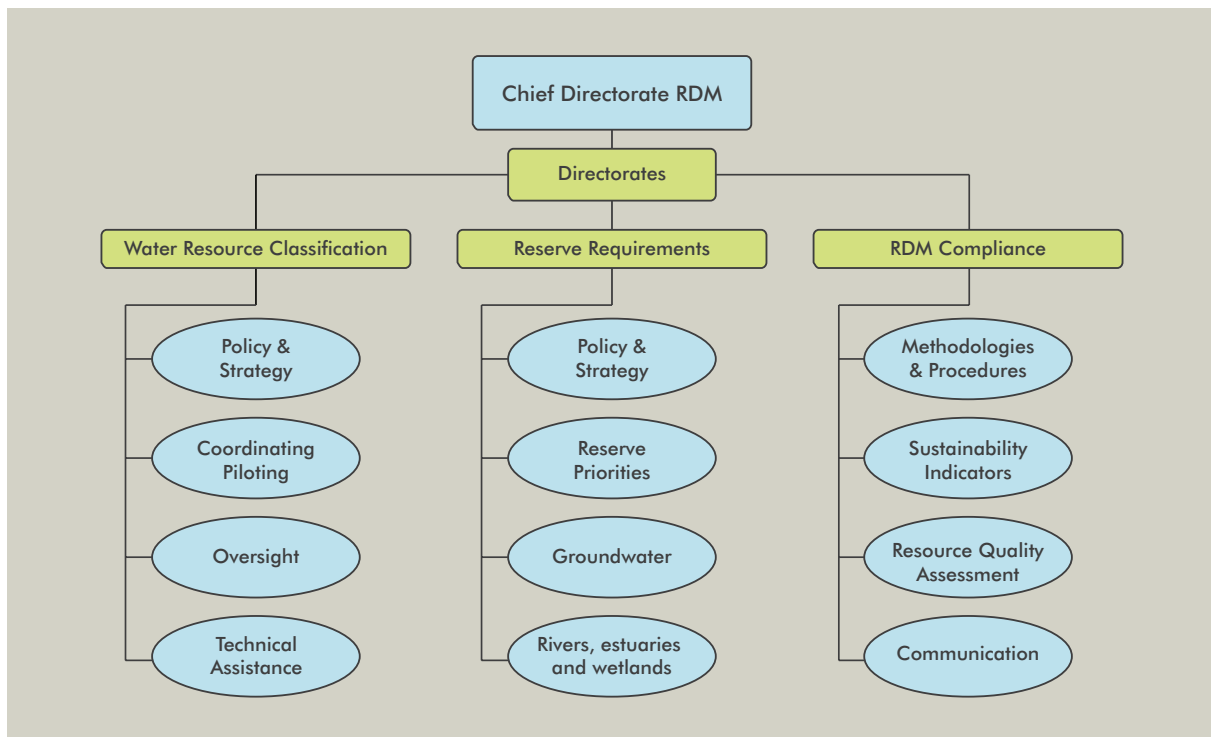 Chief Directorate RDM
Directorates
Water Resource Classification
Reserve Requirements
RDM Compliance
Policy &
Strategy
Coordinating
Piloting
Oversight
Technical
Assistance
Policy &
Strategy
Reserve
Priorities
Groundwater
Rivers, estuaries
and wetlands
Methodologies
& Procedures
Sustainability
Indicators
Resource Quality
Assessment
Communication